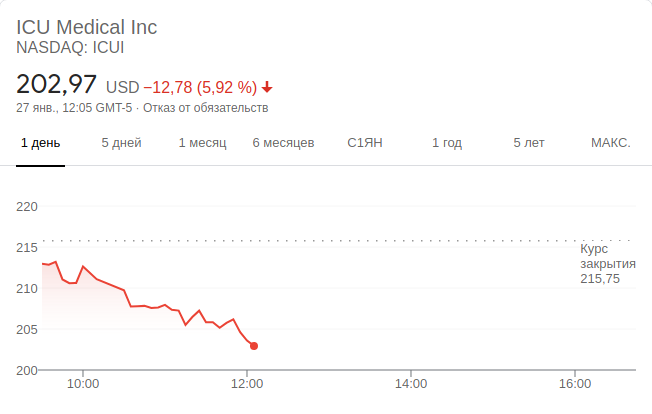 ICU Medical Inc
NASDAQ: ICUI
202,97 USD −12,78 (5,92 %)
27 янв., 12:05 GMT-5 · Отказ от обязательств
1 день 5 дней 1 месяц 6 месяцев С1ЯН 1 год 5 лет МАКС.
220
215
Курс
закрытия
215,75
210
205
200
10:00 12:00 14:00 16:00